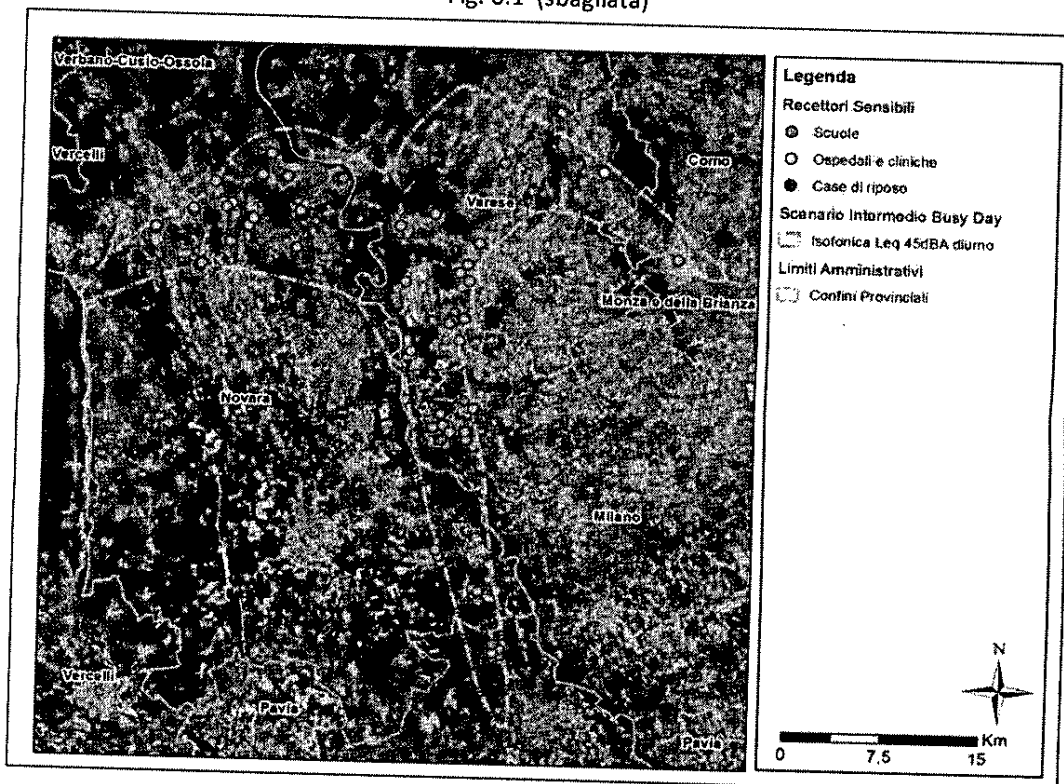 Fig. 6.1 (sbagliata)
Verbano-Cusio-Ossola
Vercelli
Como
Varese
Monza e della Brianza
Novara
Milano
Vercelli
Pavia
Pavia
Legenda
Recettori Sensibili
Scuole
Ospedali e cliniche
Case di riposo
Scenario Intermedio Busy Day
Isofonica Leq 45dBA diurno
Limiti Amministrativi
Confini Provinciali
N
Km
0 7.5 15